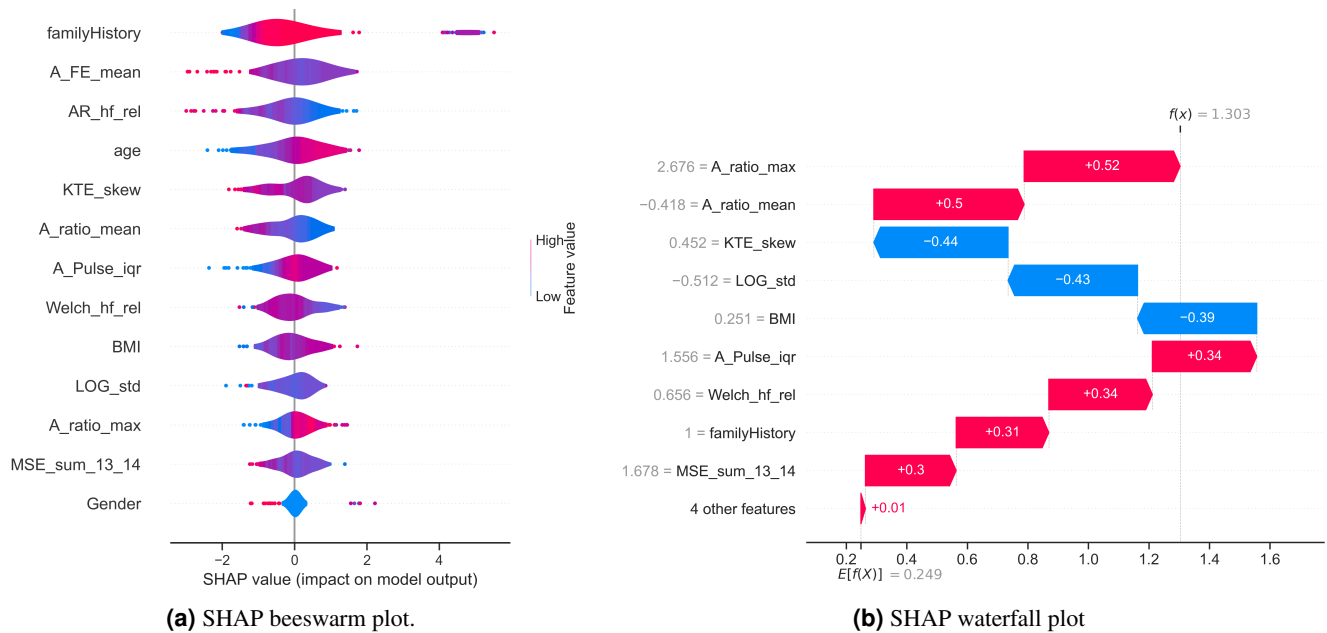 familyHistory
A_FE_mean
AR_hf_rel
age
KTE_skew
A_ratio_mean
A_Pulse_iqr
Welch_hf_rel
BMI
LOG_std
A_ratio_max
MSE_sum_13_14
Gender
−2 0 2 4
SHAP value (impact on model output)
High
Low
Feature value
(a) SHAP beeswarm plot.
f(x) = 1.303
2.676 = A_ratio_max +0.52
−0.418 = A_ratio_mean +0.5
0.452 = KTE_skew −0.44
−0.512 = LOG_std −0.43
0.251 = BMI −0.39
1.556 = A_Pulse_iqr +0.34
0.656 = Welch_hf_rel +0.34
1 = familyHistory +0.31
1.678 = MSE_sum_13_14 +0.3
4 other features +0.01
0.2 0.4 0.6 0.8 1.0 1.2 1.4 1.6
E[f(X)] = 0.249
(b) SHAP waterfall plot